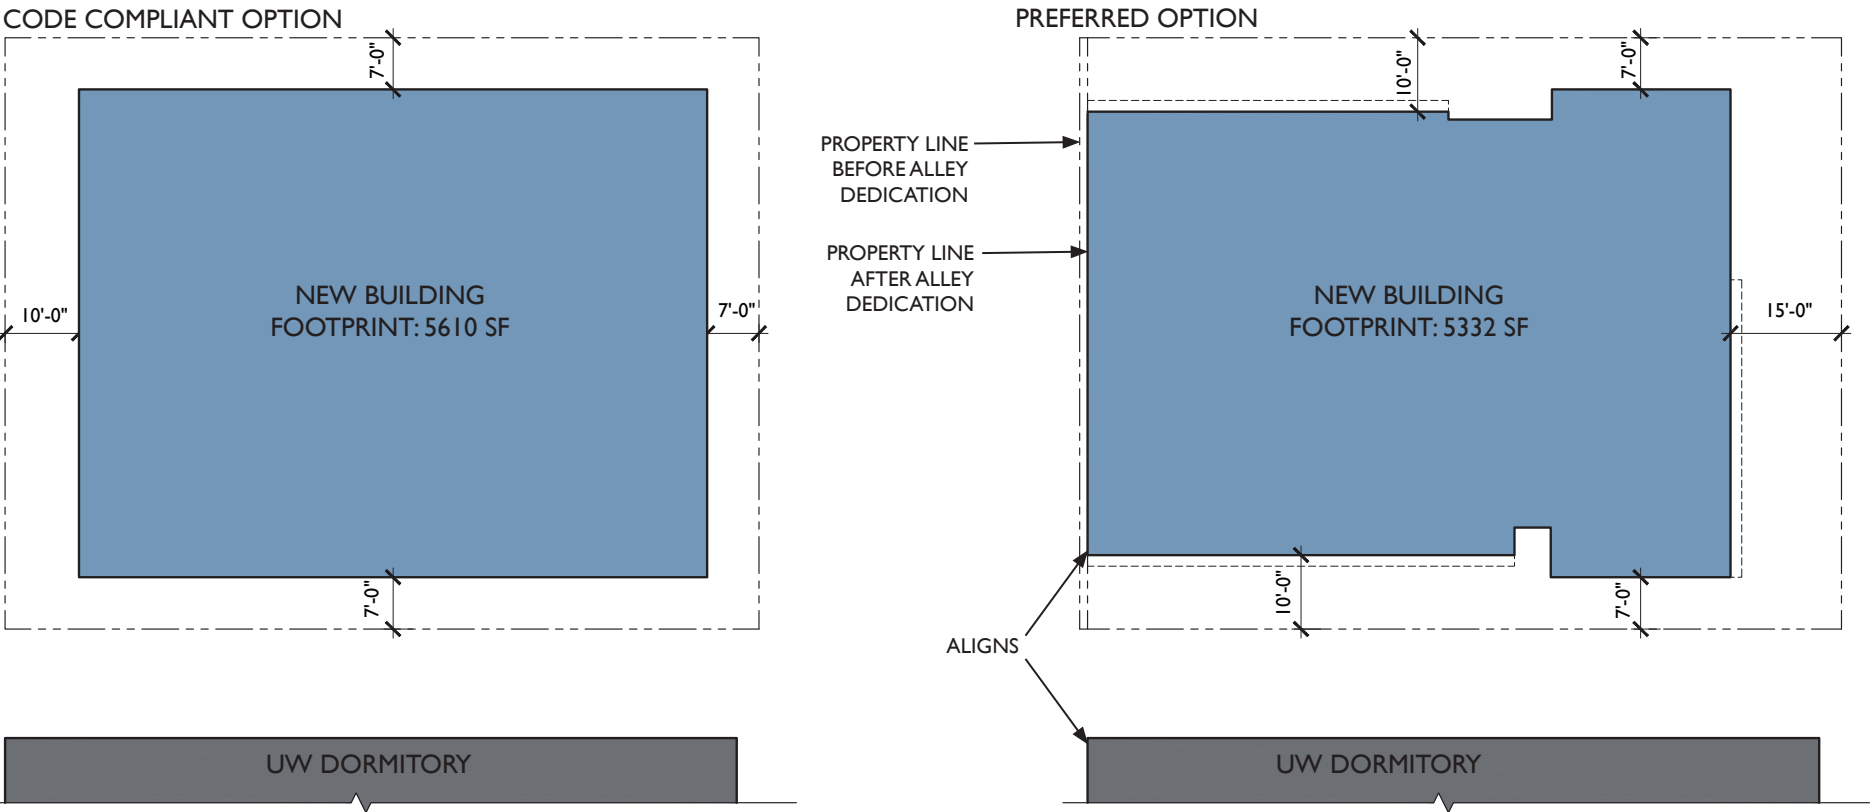 CODE COMPLIANT OPTION
7'-0"
NEW BUILDING
FOOTPRINT: 5610 SF
10'-0"
7'-0"
7'-0"
UW DORMITORY
PREFERRED OPTION
10'-0"
7'-0"
PROPERTY LINE
BEFORE ALLEY
DEDICATION
PROPERTY LINE
AFTER ALLEY
DEDICATION
NEW BUILDING
FOOTPRINT: 5332 SF
15'-0"
10'-0"
7'-0"
ALIGNS
UW DORMITORY